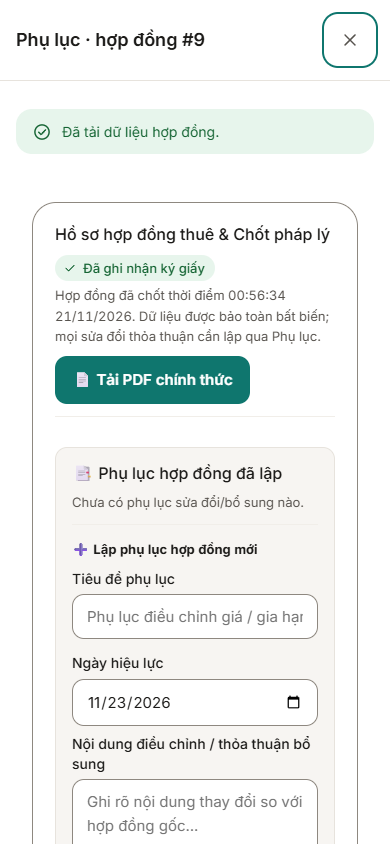 Phụ lục · hợp đồng #9
Đã tải dữ liệu hợp đồng.
Hồ sơ hợp đồng thuê & Chốt pháp lý
Đã ghi nhận ký giấy
Hợp đồng đã chốt thời điểm 00:56:34
21/11/2026. Dữ liệu được bảo toàn bất biến;
mọi sửa đổi thỏa thuận cần lập qua Phụ lục.
Tải PDF chính thức
Phụ lục hợp đồng đã lập
Chưa có phụ lục sửa đổi/bổ sung nào.
Lập phụ lục hợp đồng mới
Tiêu đề phụ lục
Phụ lục điều chỉnh giá / gia hạn
Ngày hiệu lực
11/23/2026
Nội dung điều chỉnh / thỏa thuận bổ
sung
Ghi rõ nội dung thay đổi so với
hợp đồng gốc...